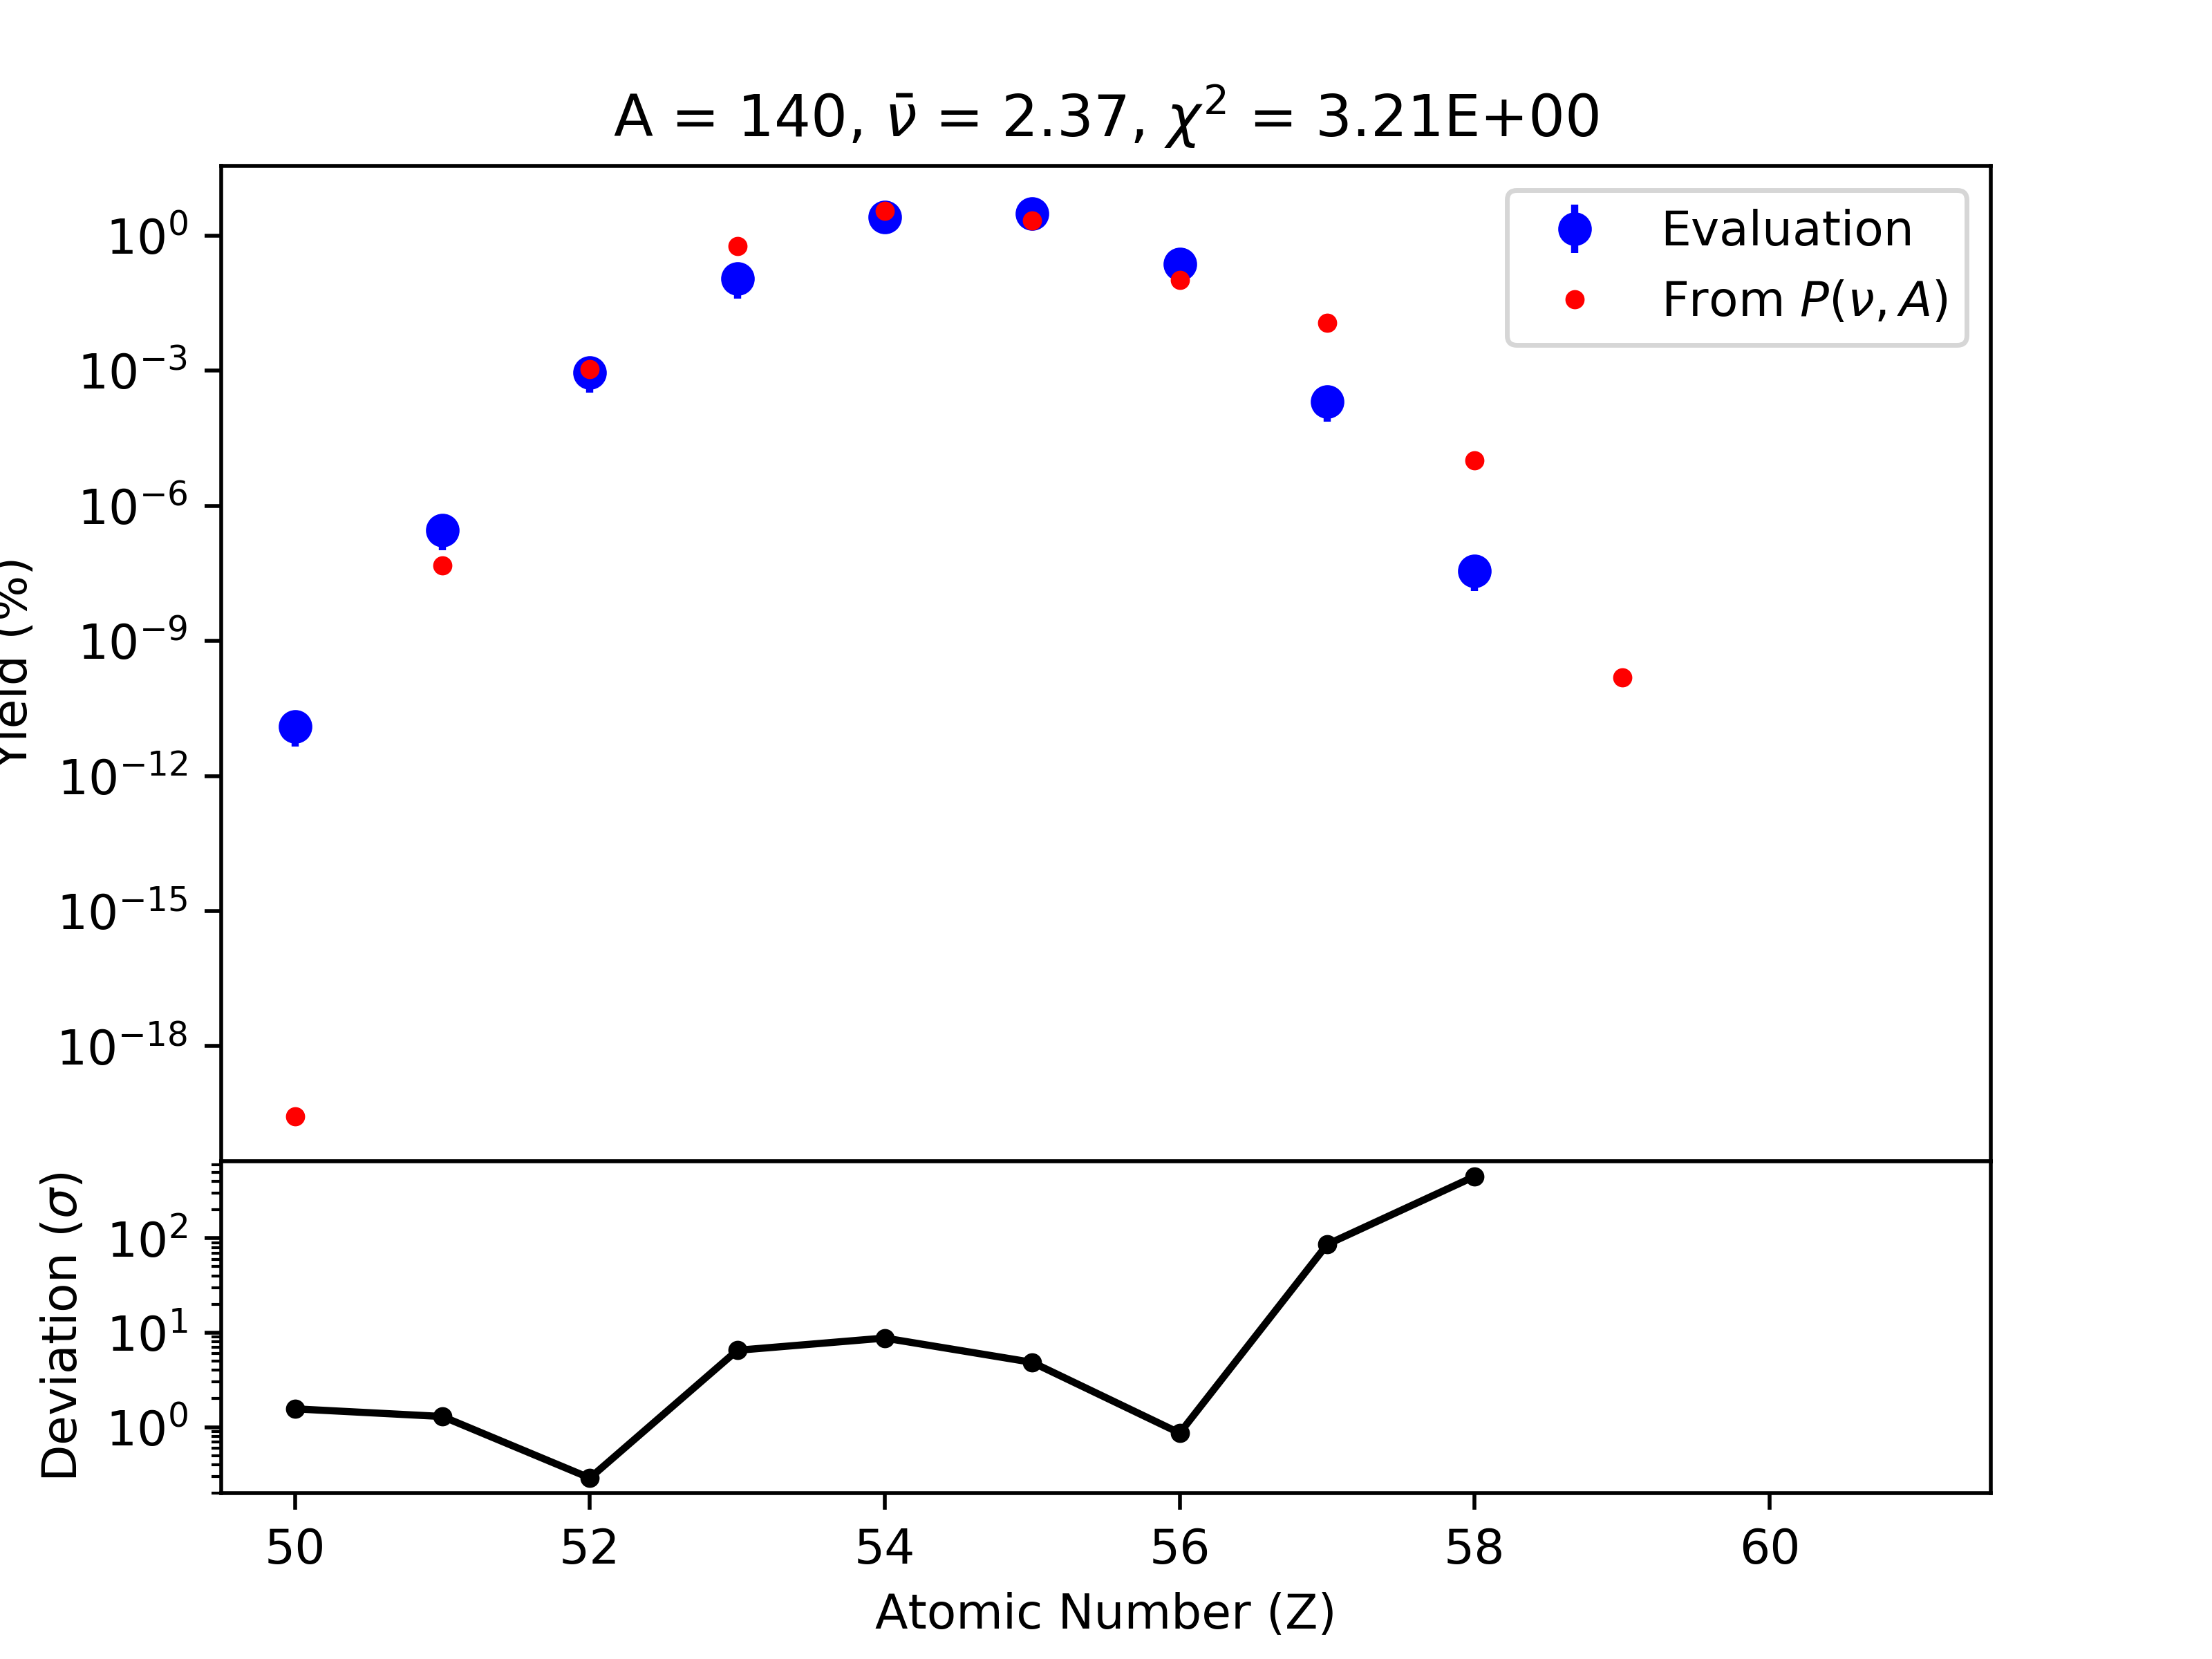 A = 140, ν̄ = 2.37, χ² = 3.21E+00
Evaluation
From P(ν, A)
Yield (%)
10⁰
10⁻³
10⁻⁶
10⁻⁹
10⁻¹²
10⁻¹⁵
10⁻¹⁸
Deviation (σ)
10²
10¹
10⁰
50 52 54 56 58 60
Atomic Number (Z)